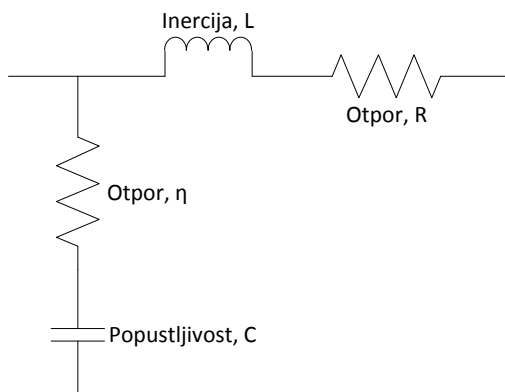 Inercija, L
Otpor, R
Otpor, η
Popustljivost, C